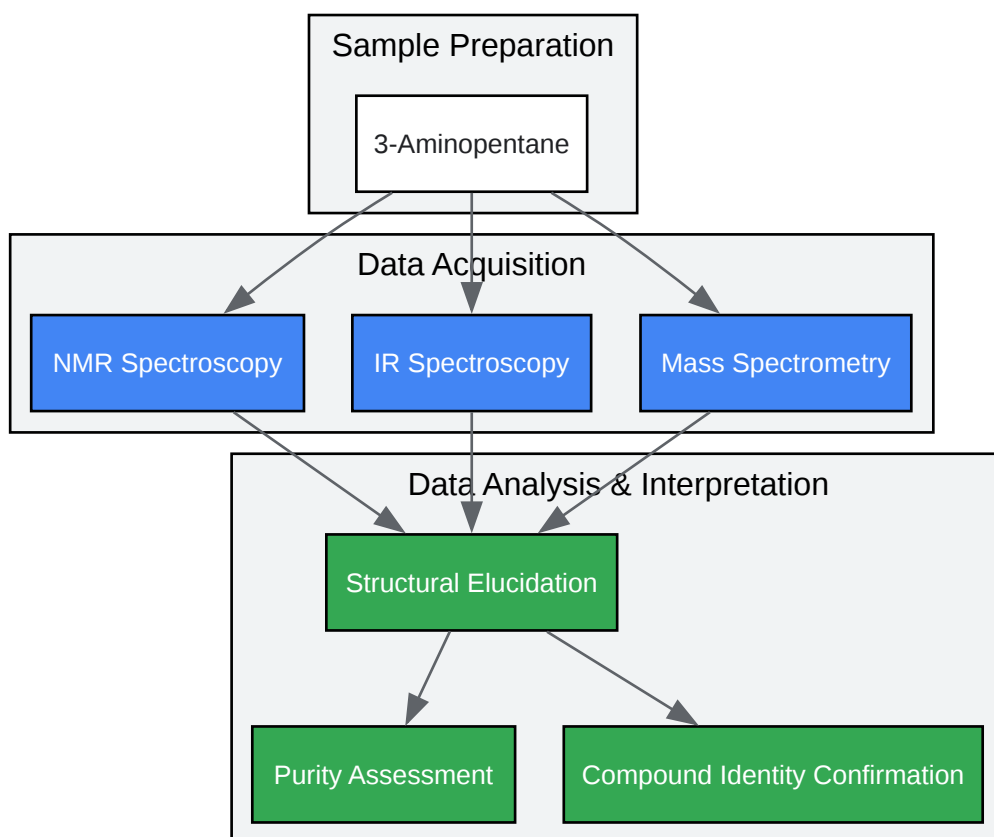 Sample Preparation
3-Aminopentane
Data Acquisition
NMR Spectroscopy
IR Spectroscopy
Mass Spectrometry
Data Analysis & Interpretation
Structural Elucidation
Purity Assessment
Compound Identity Confirmation